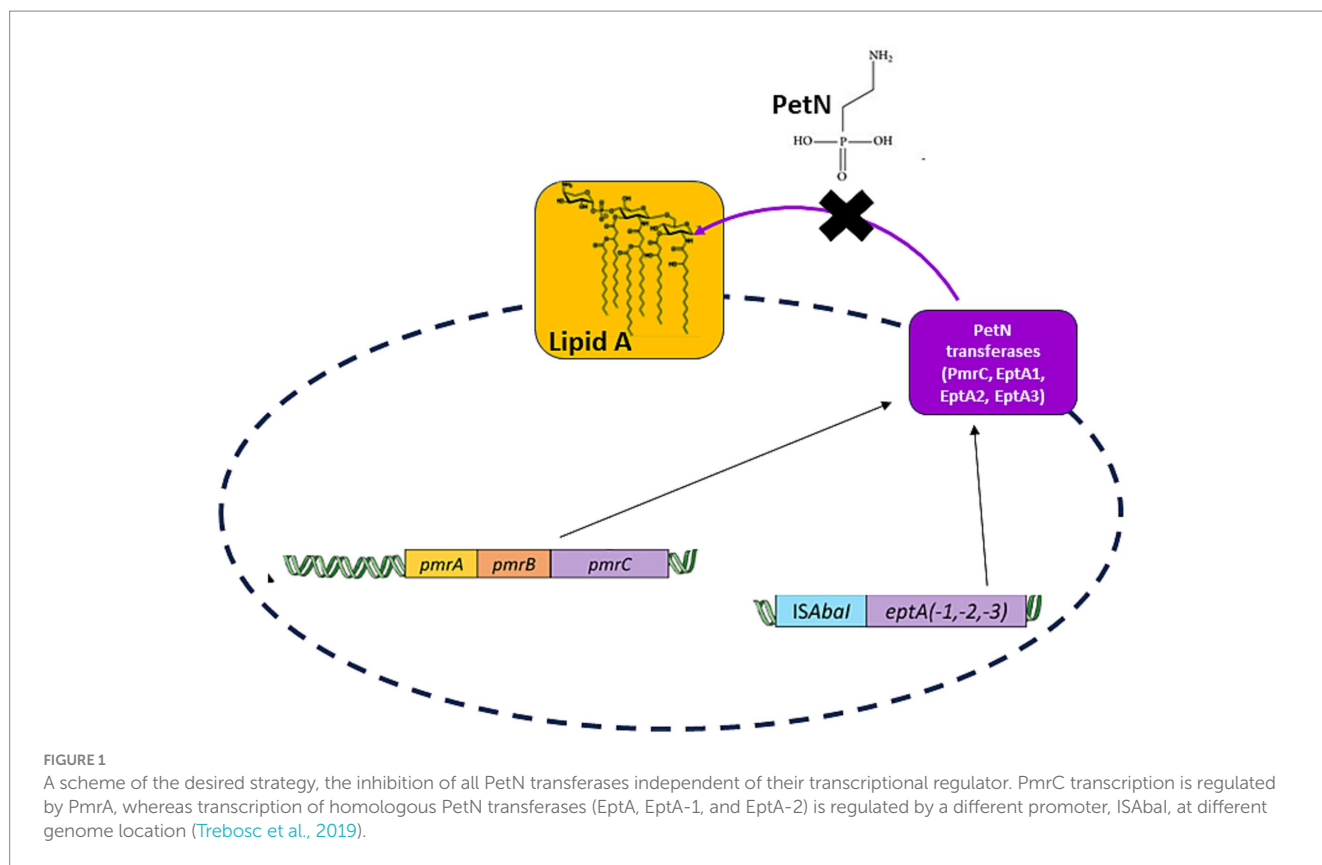 NH₂
PetN
HO—P—OH
O
Lipid A
PetN
transferases
(PmrC, EptA1,
EptA2, EptA3)
pmrA pmrB pmrC
ISAbaI eptA(-1,-2,-3)
FIGURE 1
A scheme of the desired strategy, the inhibition of all PetN transferases independent of their transcriptional regulator. PmrC transcription is regulated
by PmrA, whereas transcription of homologous PetN transferases (EptA, EptA-1, and EptA-2) is regulated by a different promoter, ISAbaI, at different
genome location (Trebosc et al., 2019).